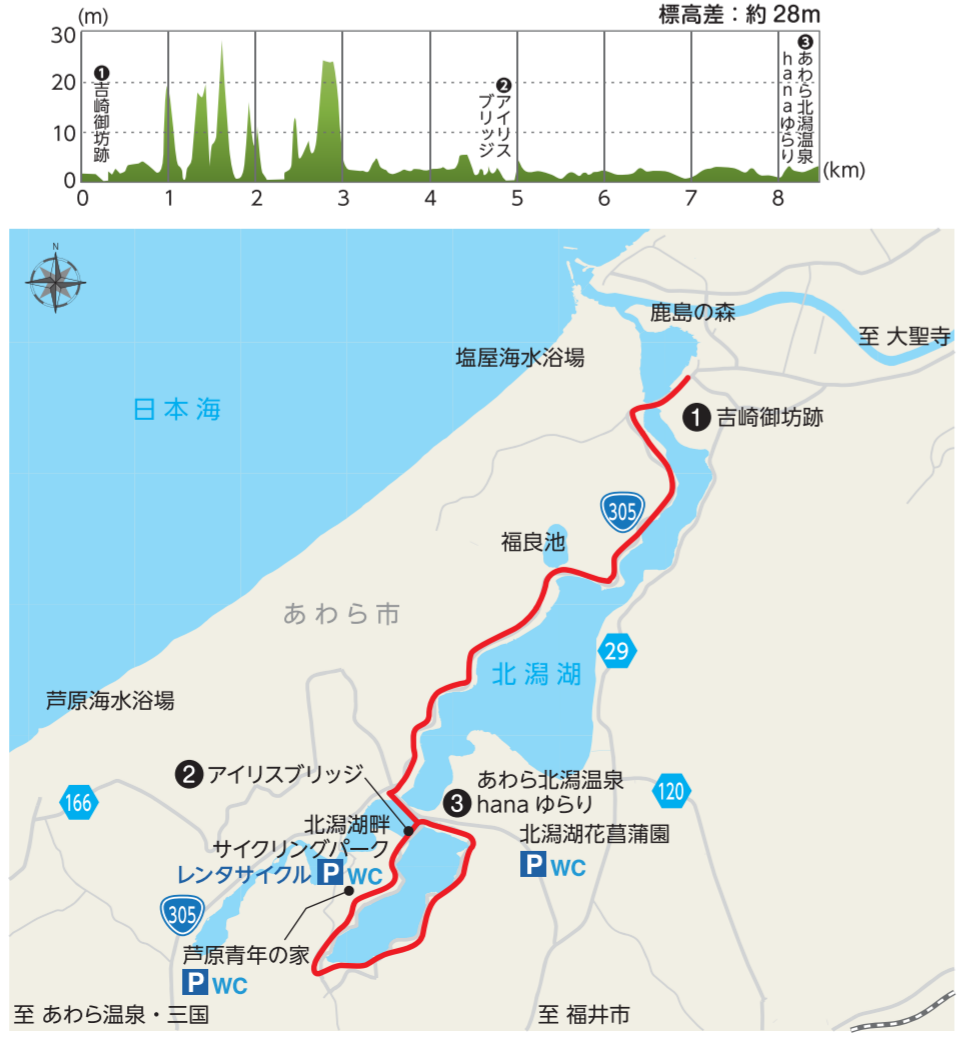 (m)
標高差：約 28m
30
20
10
0
❶吉崎御坊跡
❷アイリス
ブリッジ
❸あわら北潟温泉
hanaゆらり
0 1 2 3 4 5 6 7 8 (km)
N
鹿島の森
至 大聖寺
塩屋海水浴場
日本海
❶ 吉崎御坊跡
305
福良池
あわら市
29
北潟湖
芦原海水浴場
❷ アイリスブリッジ
166
❸ あわら北潟温泉
hana ゆらり
120
北潟湖畔
サイクリングパーク
レンタサイクル P WC
北潟湖花菖蒲園
P WC
305
芦原青年の家
P WC
至 あわら温泉・三国
至 福井市